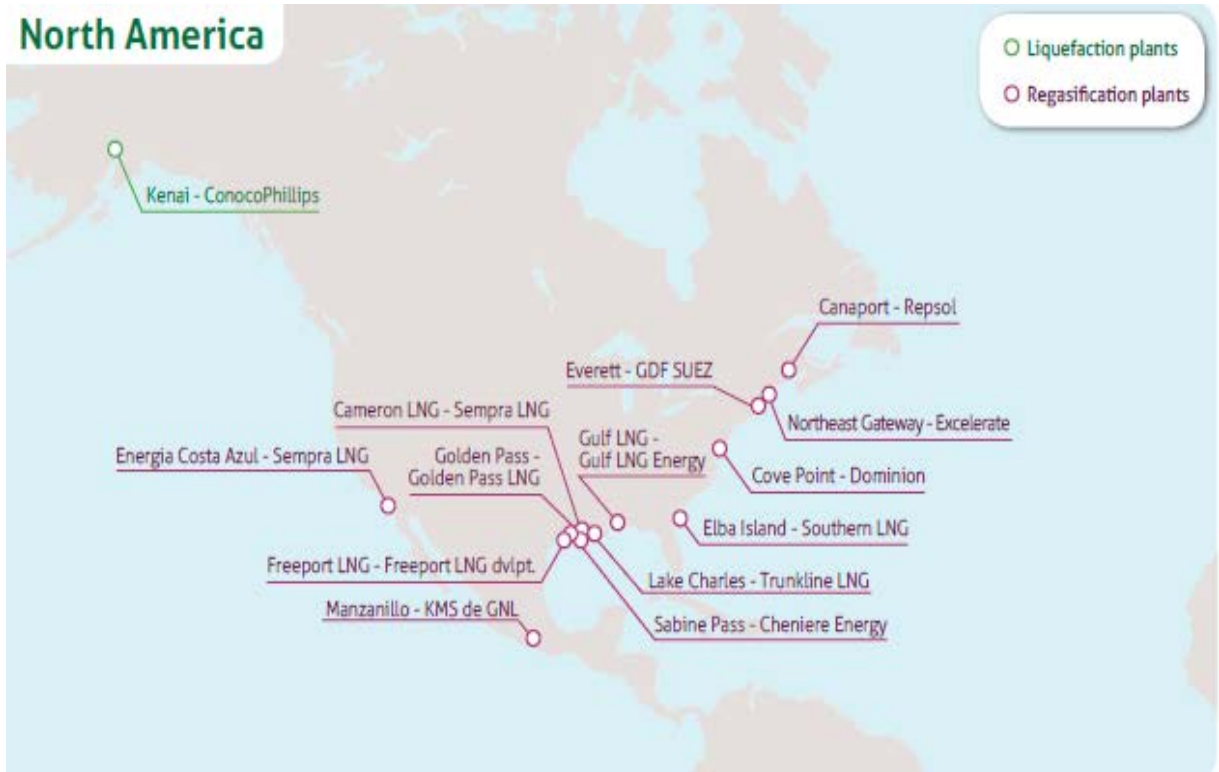 North America
Liquefaction plants
Regasification plants
Kenai - ConocoPhillips
Canaport - Repsol
Everett - GDF SUEZ
Cameron LNG - Sempra LNG
Northeast Gateway - Excelerate
Gulf LNG -
Gulf LNG Energy
Energia Costa Azul - Sempra LNG
Golden Pass -
Golden Pass LNG
Cove Point - Dominion
Elba Island - Southern LNG
Freeport LNG - Freeport LNG dvlpt.
Lake Charles - Trunkline LNG
Manzanillo - KMS de GNL
Sabine Pass - Cheniere Energy